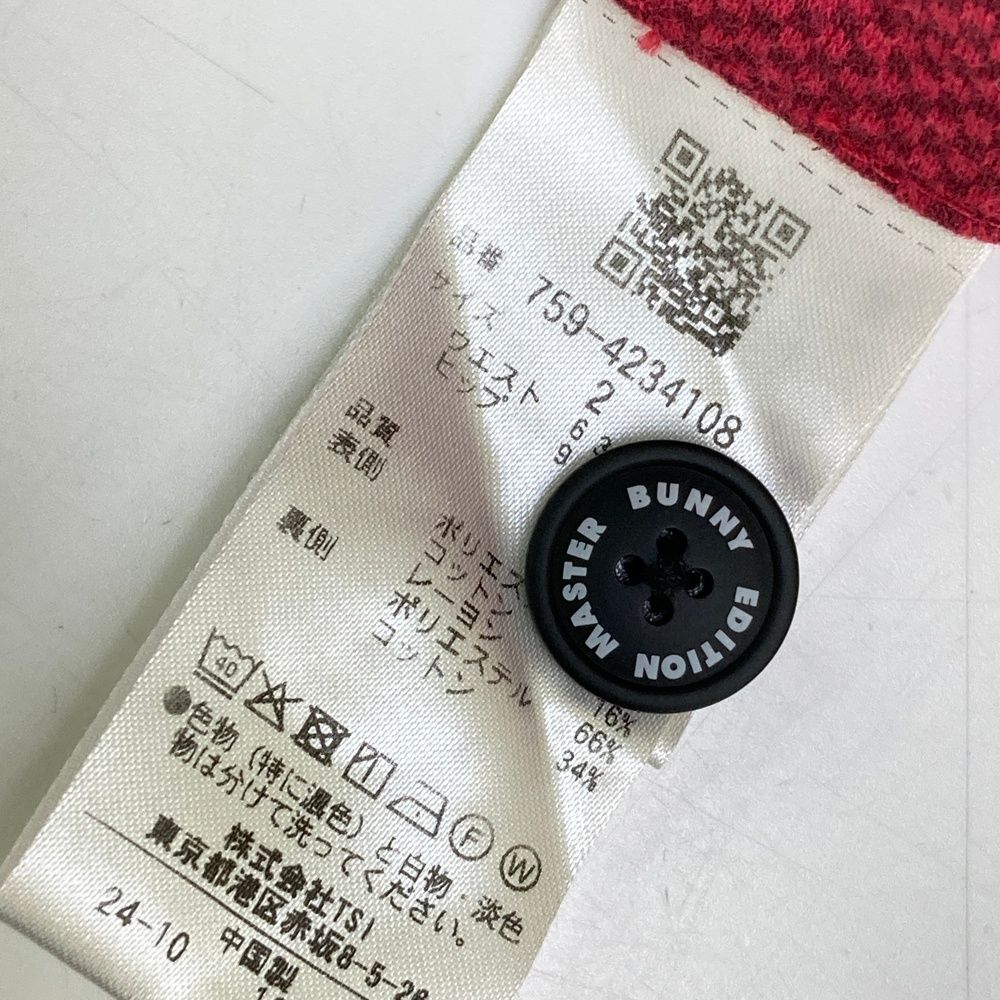 品番 759-4234108
サイズ 2
ウエスト 6
ヒップ 9
品質
表側 ポリエス
コットン
レーヨン 16%
裏側 ポリエステル 66%
コットン 34%
40
F W
●色物(特に濃色)と白物・淡色
物は分けて洗ってください。
株式会社TSI
東京都港区赤坂8-5-2
24-10 中国製
MASTER BUNNY EDITION